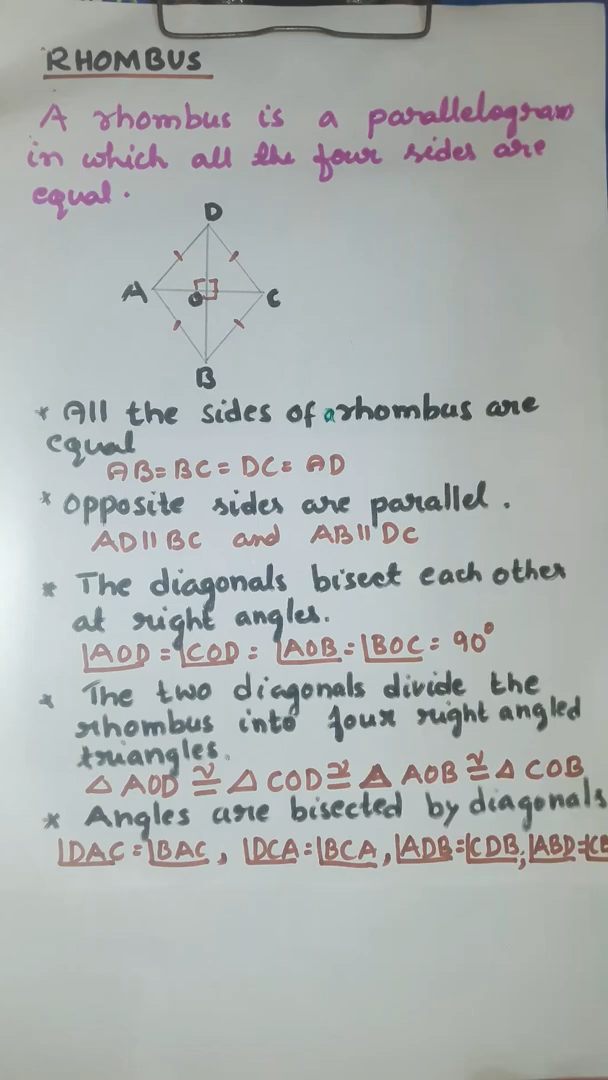 RHOMBUS
A rhombus is a parallelogram
in which all the four sides are
equal.
D
A O C
B
* All the sides of a rhombus are
equal
AB = BC = DC = AD
* Opposite sides are parallel.
AD || BC and AB || DC
* The diagonals bisect each other
at right angles.
∠AOD = ∠COD = ∠AOB = ∠BOC = 90°
* The two diagonals divide the
rhombus into four right angled
triangles.
△ AOD ≅ △ COD ≅ △ AOB ≅ △ COB
* Angles are bisected by diagonals
∠DAC = ∠BAC, ∠DCA = ∠BCA, ∠ADB = ∠CDB, ∠ABD =